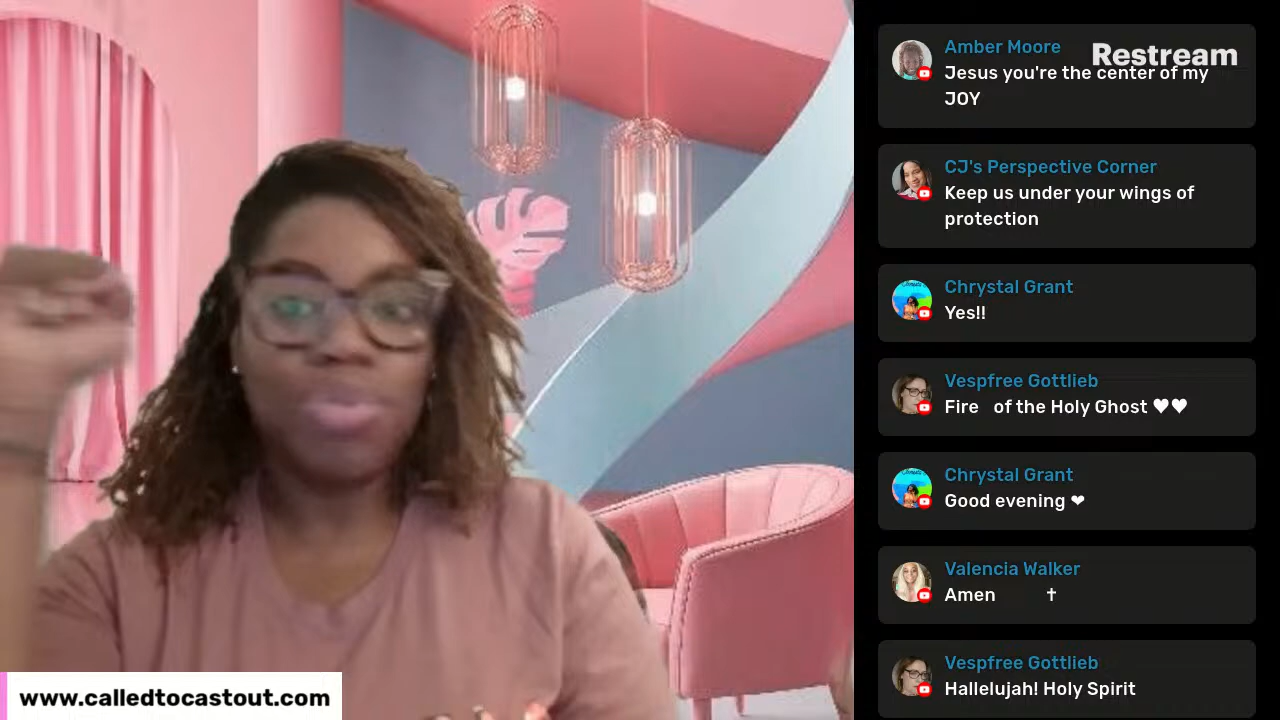 Amber Moore
Restream
Jesus you're the center of my
JOY
CJ's Perspective Corner
Keep us under your wings of
protection
Chrystal Grant
Yes!!
Vespfree Gottlieb
Fire of the Holy Ghost ♥♥
Chrystal Grant
Good evening ❤
Valencia Walker
Amen ✝
Vespfree Gottlieb
Hallelujah! Holy Spirit
www.calledtocastout.com